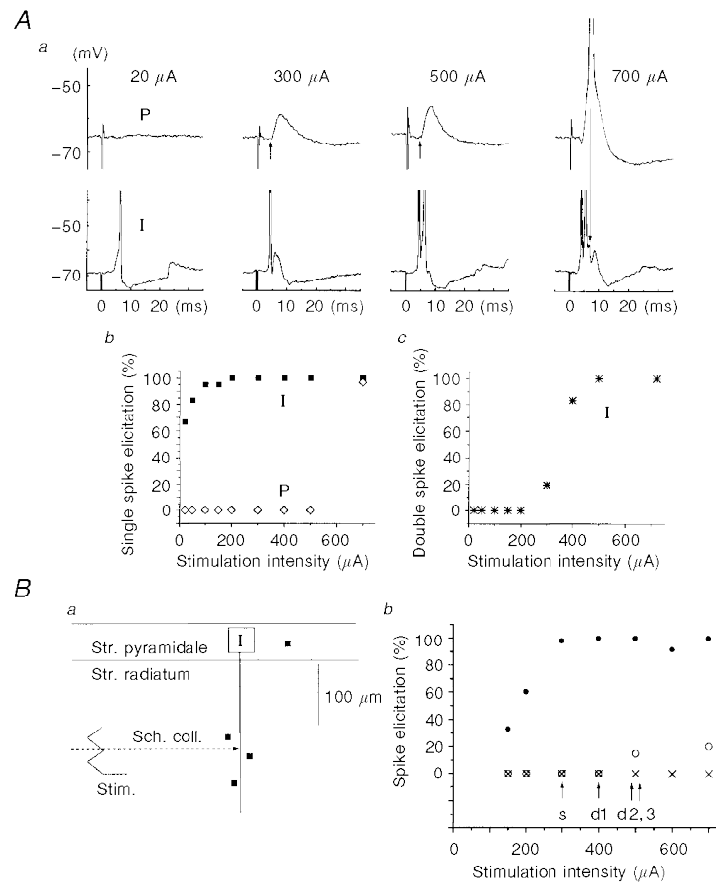 A
a
(mV)
20 μA
300 μA
500 μA
700 μA
−50
−70
P
−50
−70
I
0 10 20 (ms)
0 10 20 (ms)
0 10 20 (ms)
0 10 20 (ms)
b
Single spike elicitation (%)
100
80
60
40
20
0
I
P
0 200 400 600
Stimulation intensity (μA)
c
Double spike elicitation (%)
100
80
60
40
20
0
I
0 200 400 600
Stimulation intensity (μA)
B
a
I
Str. pyramidale
Str. radiatum
100 μm
Sch. coll.
Stim.
b
Spike elicitation (%)
100
80
60
40
20
0
s d1 d2, 3
0 200 400 600
Stimulation intensity (μA)